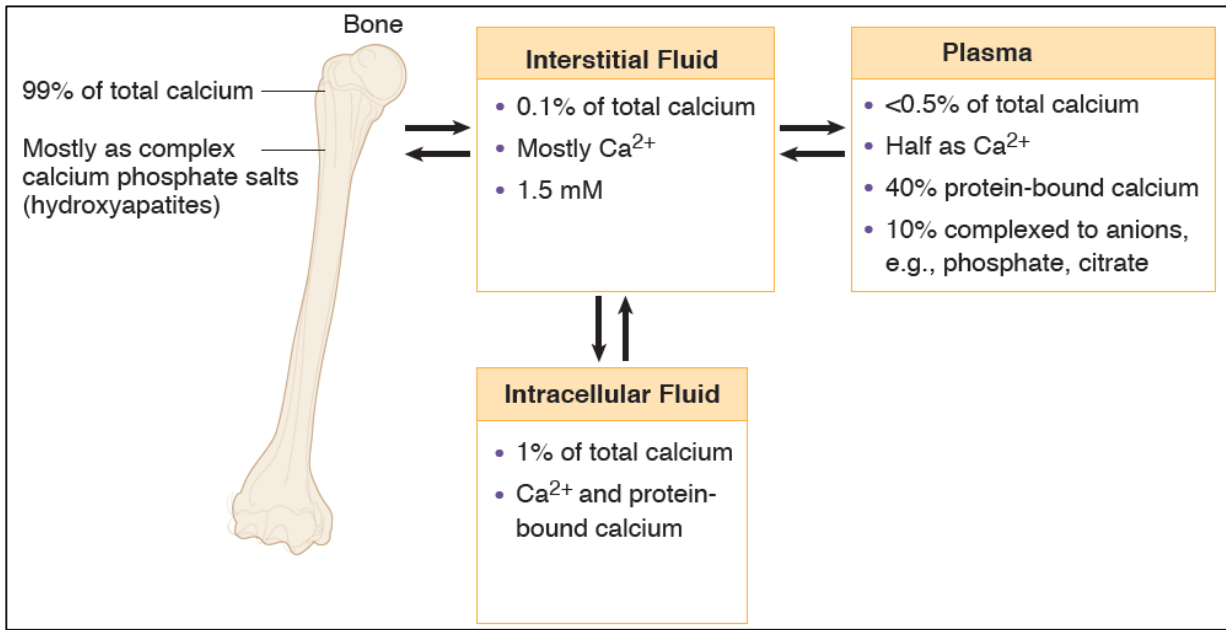 Bone
99% of total calcium
Mostly as complex
calcium phosphate salts
(hydroxyapatites)
Interstitial Fluid
• 0.1% of total calcium
• Mostly Ca²⁺
• 1.5 mM
Plasma
• <0.5% of total calcium
• Half as Ca²⁺
• 40% protein-bound calcium
• 10% complexed to anions,
e.g., phosphate, citrate
Intracellular Fluid
• 1% of total calcium
• Ca²⁺ and protein-
bound calcium